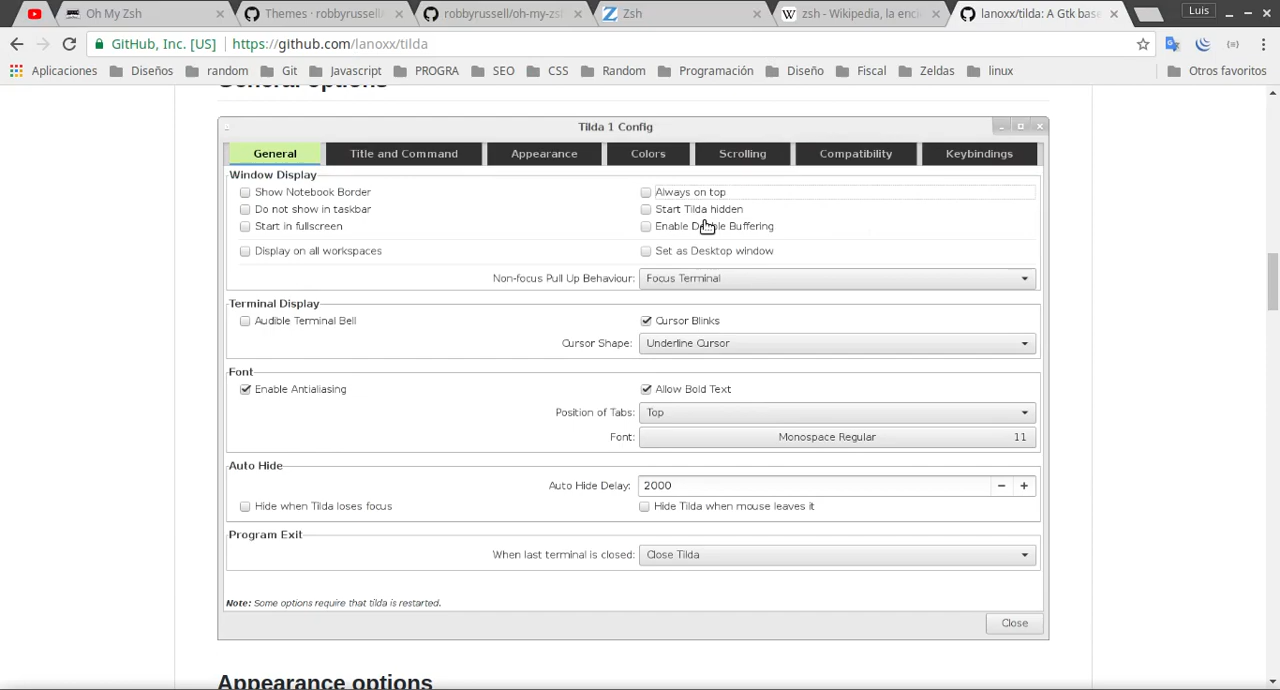 Oh My Zsh
Themes · robbyrussell/
robbyrussell/oh-my-zsh
Zsh
zsh - Wikipedia, la enci
lanoxx/tilda: A Gtk base
Luis
GitHub, Inc. [US]
https://github.com/lanoxx/tilda
Aplicaciones
Diseños
random
Git
Javascript
PROGRA
SEO
CSS
Random
Programación
Diseño
Fiscal
Zeldas
linux
Otros favoritos
General options
Tilda 1 Config
General
Title and Command
Appearance
Colors
Scrolling
Compatibility
Keybindings
Window Display
Show Notebook Border
Always on top
Do not show in taskbar
Start Tilda hidden
Start in fullscreen
Enable Double Buffering
Display on all workspaces
Set as Desktop window
Non-focus Pull Up Behaviour:
Focus Terminal
Terminal Display
Audible Terminal Bell
Cursor Blinks
Cursor Shape:
Underline Cursor
Font
Enable Antialiasing
Allow Bold Text
Position of Tabs:
Top
Font:
Monospace Regular
11
Auto Hide
Auto Hide Delay:
2000
Hide when Tilda loses focus
Hide Tilda when mouse leaves it
Program Exit
When last terminal is closed:
Close Tilda
Note: Some options require that tilda is restarted.
Close
Appearance options